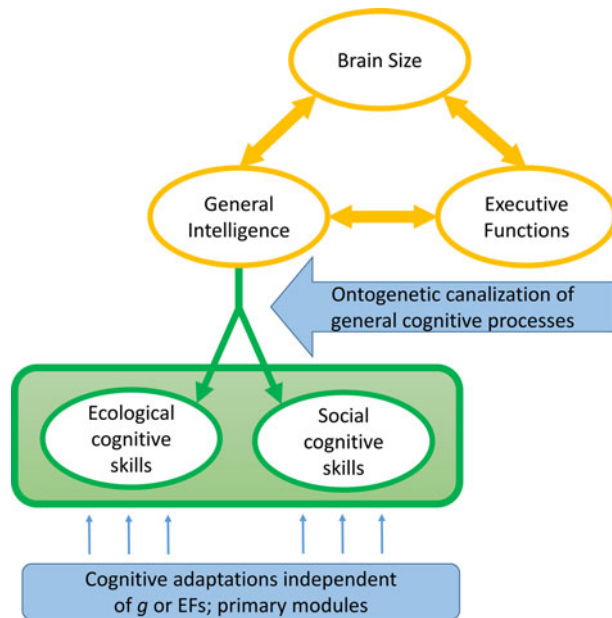 Brain Size
General
Intelligence
Executive
Functions
Ontogenetic canalization of
general cognitive processes
Ecological
cognitive
skills
Social
cognitive
skills
Cognitive adaptations independent
of g or EFs; primary modules